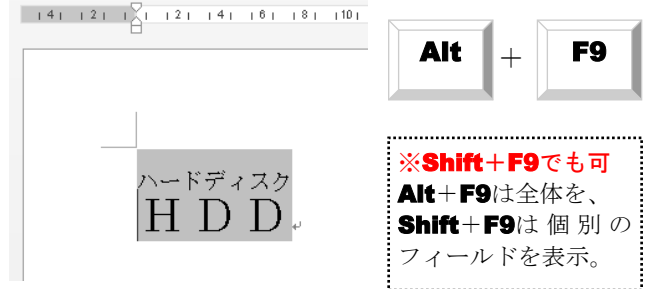 4 2 2 4 6 8 10
ハードディスク
HDD
Alt + F9
※Shift+F9でも可
Alt+F9は全体を、
Shift+F9は個別の
フィールドを表示。